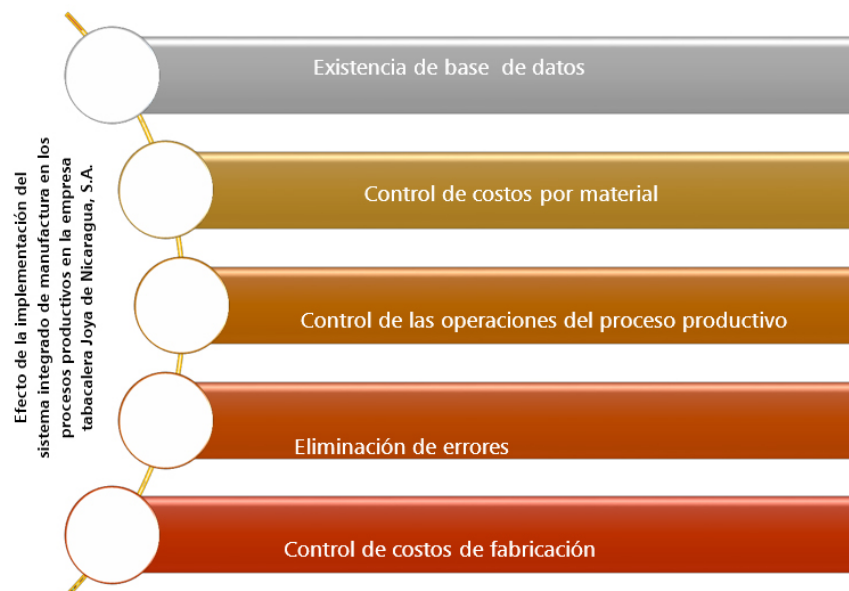 Efecto de la implementación del
sistema integrado de manufactura en los
procesos productivos en la empresa
tabacalera Joya de Nicaragua, S.A.
Existencia de base de datos
Control de costos por material
Control de las operaciones del proceso productivo
Eliminación de errores
Control de costos de fabricación